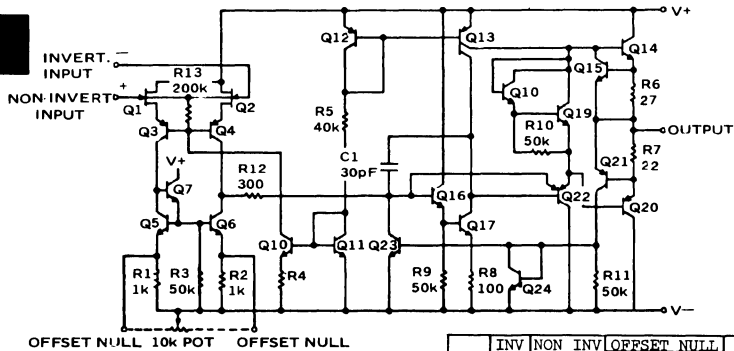 V+
Q12
Q13
Q14
INVERT. −
INPUT
R13
200k
Q15
NON-INVERT +
INPUT
Q1
Q2
Q10
R6
27
Q3
Q4
R5
40k
R10
50k
Q19
OUTPUT
C1
30pF
R7
22
V+
Q7
R12
300
Q16
Q21
Q22
Q20
Q5
Q6
Q17
Q10
Q11
Q23
R1
1k
R3
50k
R2
1k
R4
R9
50k
R8
100
Q24
R11
50k
V−
OFFSET NULL 10k POT OFFSET NULL
INV NON INV OFFSET NULL